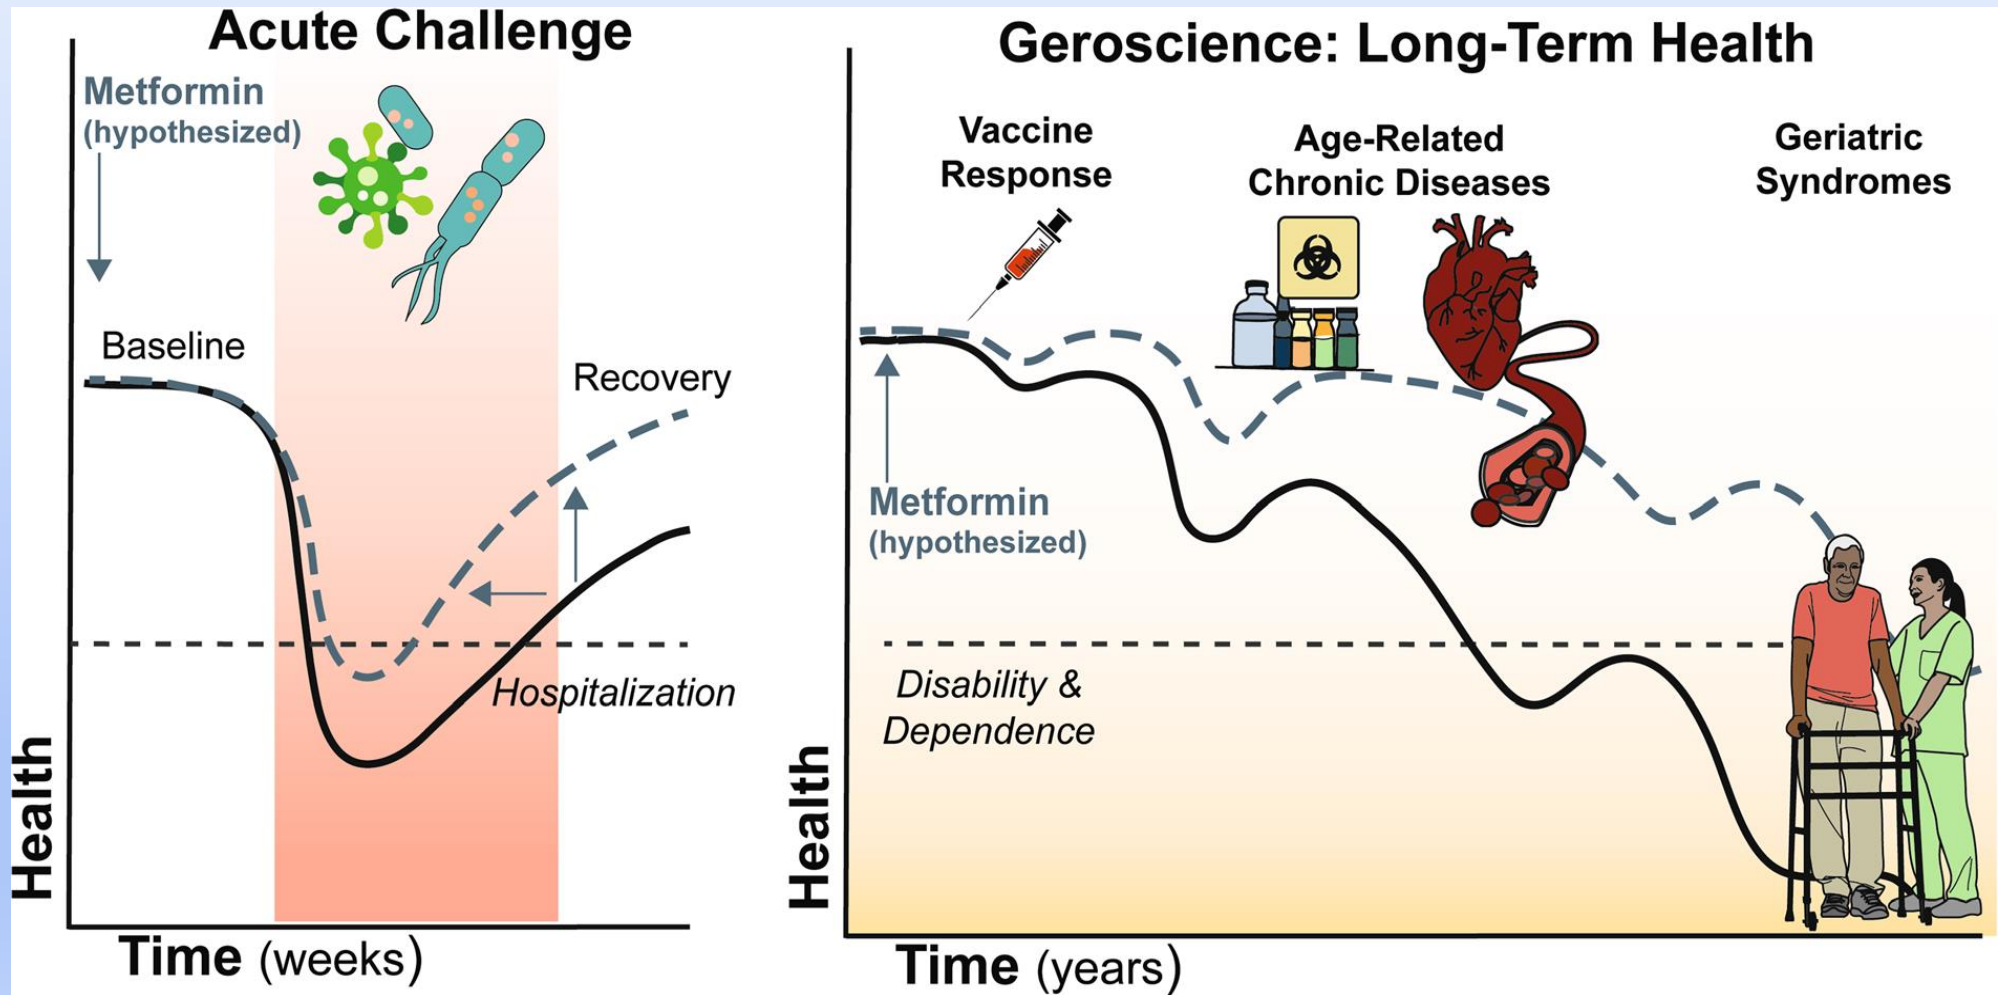 Acute Challenge
Metformin
(hypothesized)
Baseline
Recovery
Hospitalization
Health
Time (weeks)
Geroscience: Long-Term Health
Vaccine
Response
Age-Related
Chronic Diseases
Geriatric
Syndromes
Metformin
(hypothesized)
Disability &
Dependence
Health
Time (years)